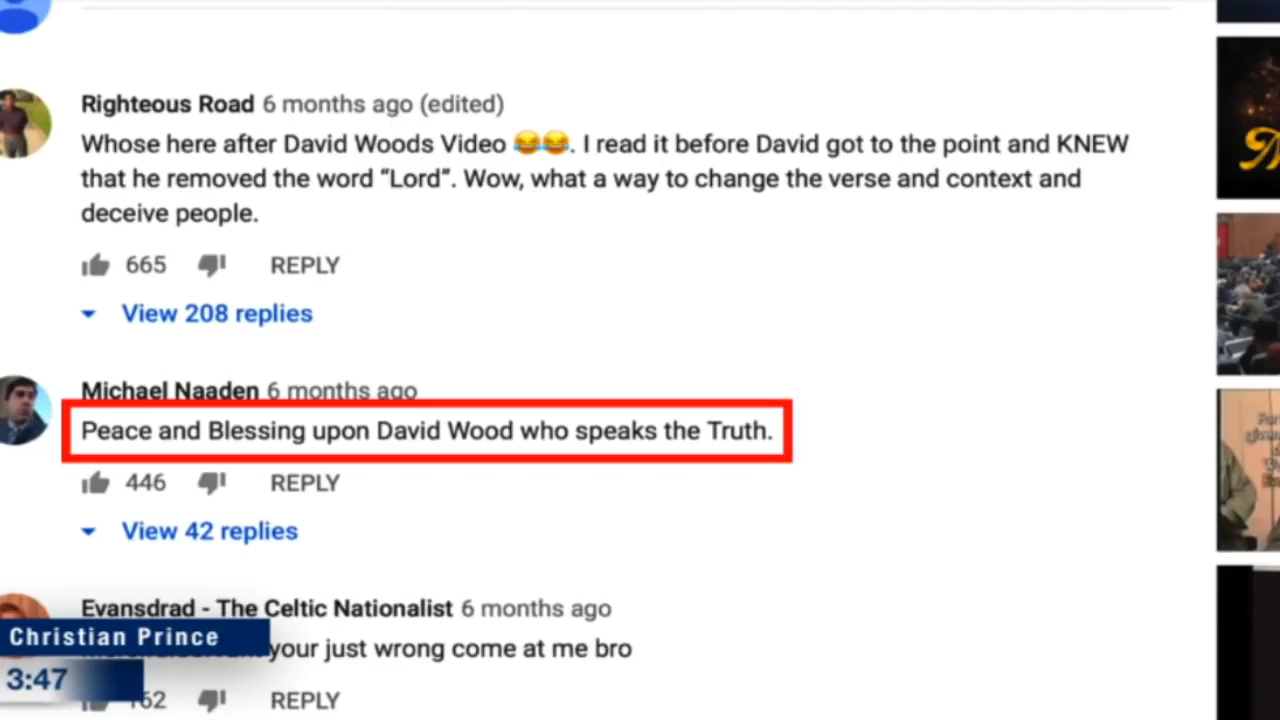 Righteous Road 6 months ago (edited)
Whose here after David Woods Video 😂😂. I read it before David got to the point and KNEW
that he removed the word “Lord”. Wow, what a way to change the verse and context and
deceive people.
665 REPLY
View 208 replies
Michael Naaden 6 months ago
Peace and Blessing upon David Wood who speaks the Truth.
446 REPLY
View 42 replies
Evansdrad - The Celtic Nationalist 6 months ago
Christian Prince
your just wrong come at me bro
3:47
162 REPLY